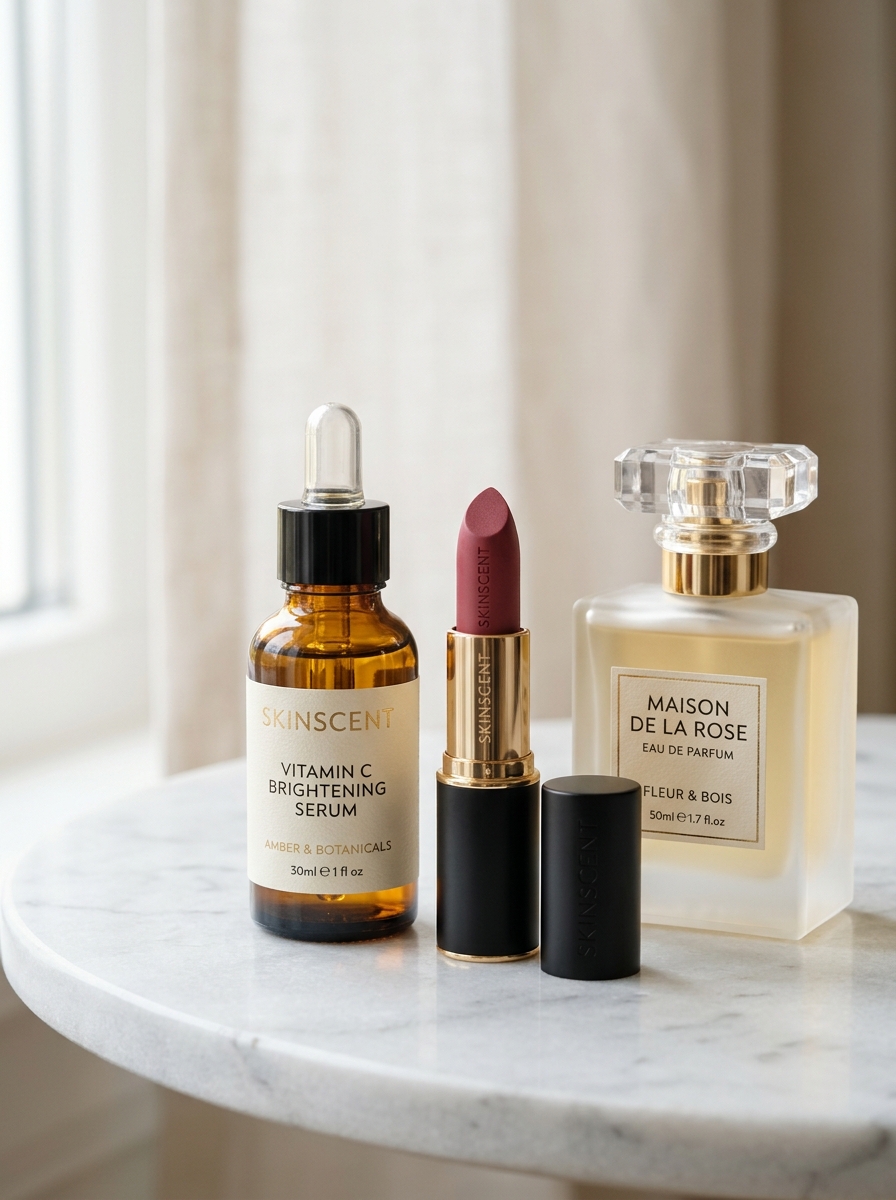 SKINSCENT
VITAMIN C
BRIGHTENING
SERUM
AMBER & BOTANICALS
30ml ℮ 1 fl oz
SKINSCENT
SKINSCENT
SKINSCENT
MAISON
DE LA ROSE
EAU DE PARFUM
FLEUR & BOIS
50ml ℮ 1.7 fl.oz